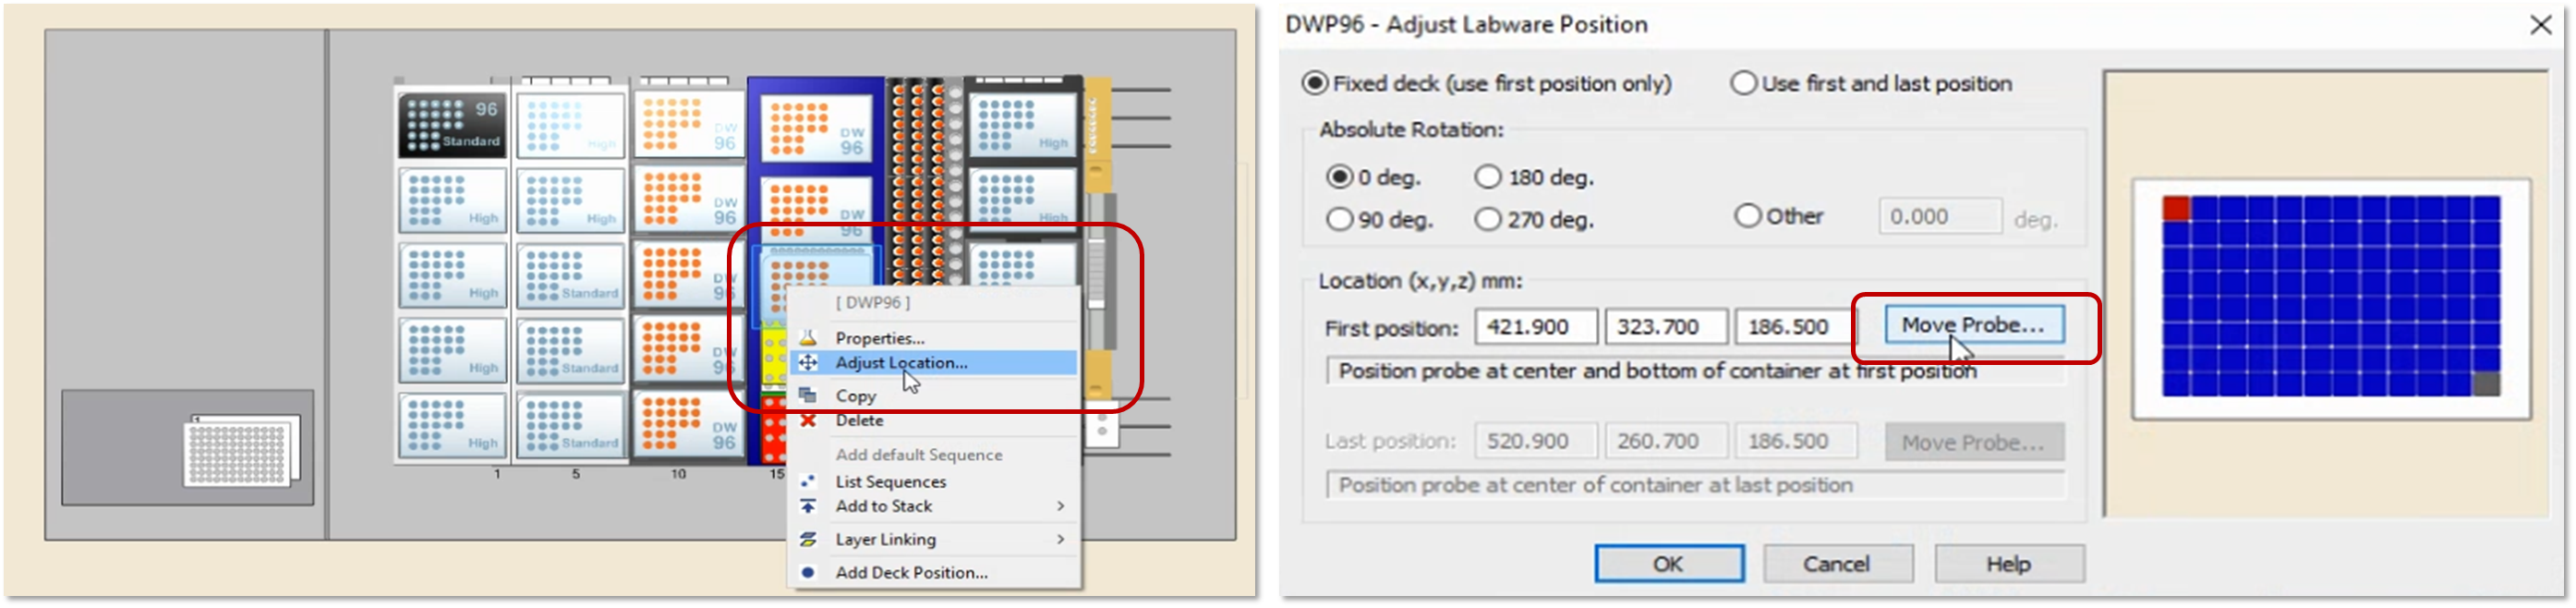 96
Standard
High
DW
96
DW
96
High
High
High
DW
96
DW
96
High
High
Standard
DW
96
High
Standard
DW
96
High
Standard
DW
96
1
5
10
15
1
[ DWP96 ]
Properties...
Adjust Location...
Copy
Delete
Add default Sequence
List Sequences
Add to Stack
Layer Linking
Add Deck Position...
DWP96 - Adjust Labware Position
Fixed deck (use first position only) Use first and last position
Absolute Rotation:
0 deg. 180 deg.
90 deg. 270 deg. Other 0.000 deg.
Location (x,y,z) mm:
First position: 421.900 323.700 186.500 Move Probe...
Position probe at center and bottom of container at first position
Last position: 520.900 260.700 186.500 Move Probe...
Position probe at center of container at last position
OK Cancel Help